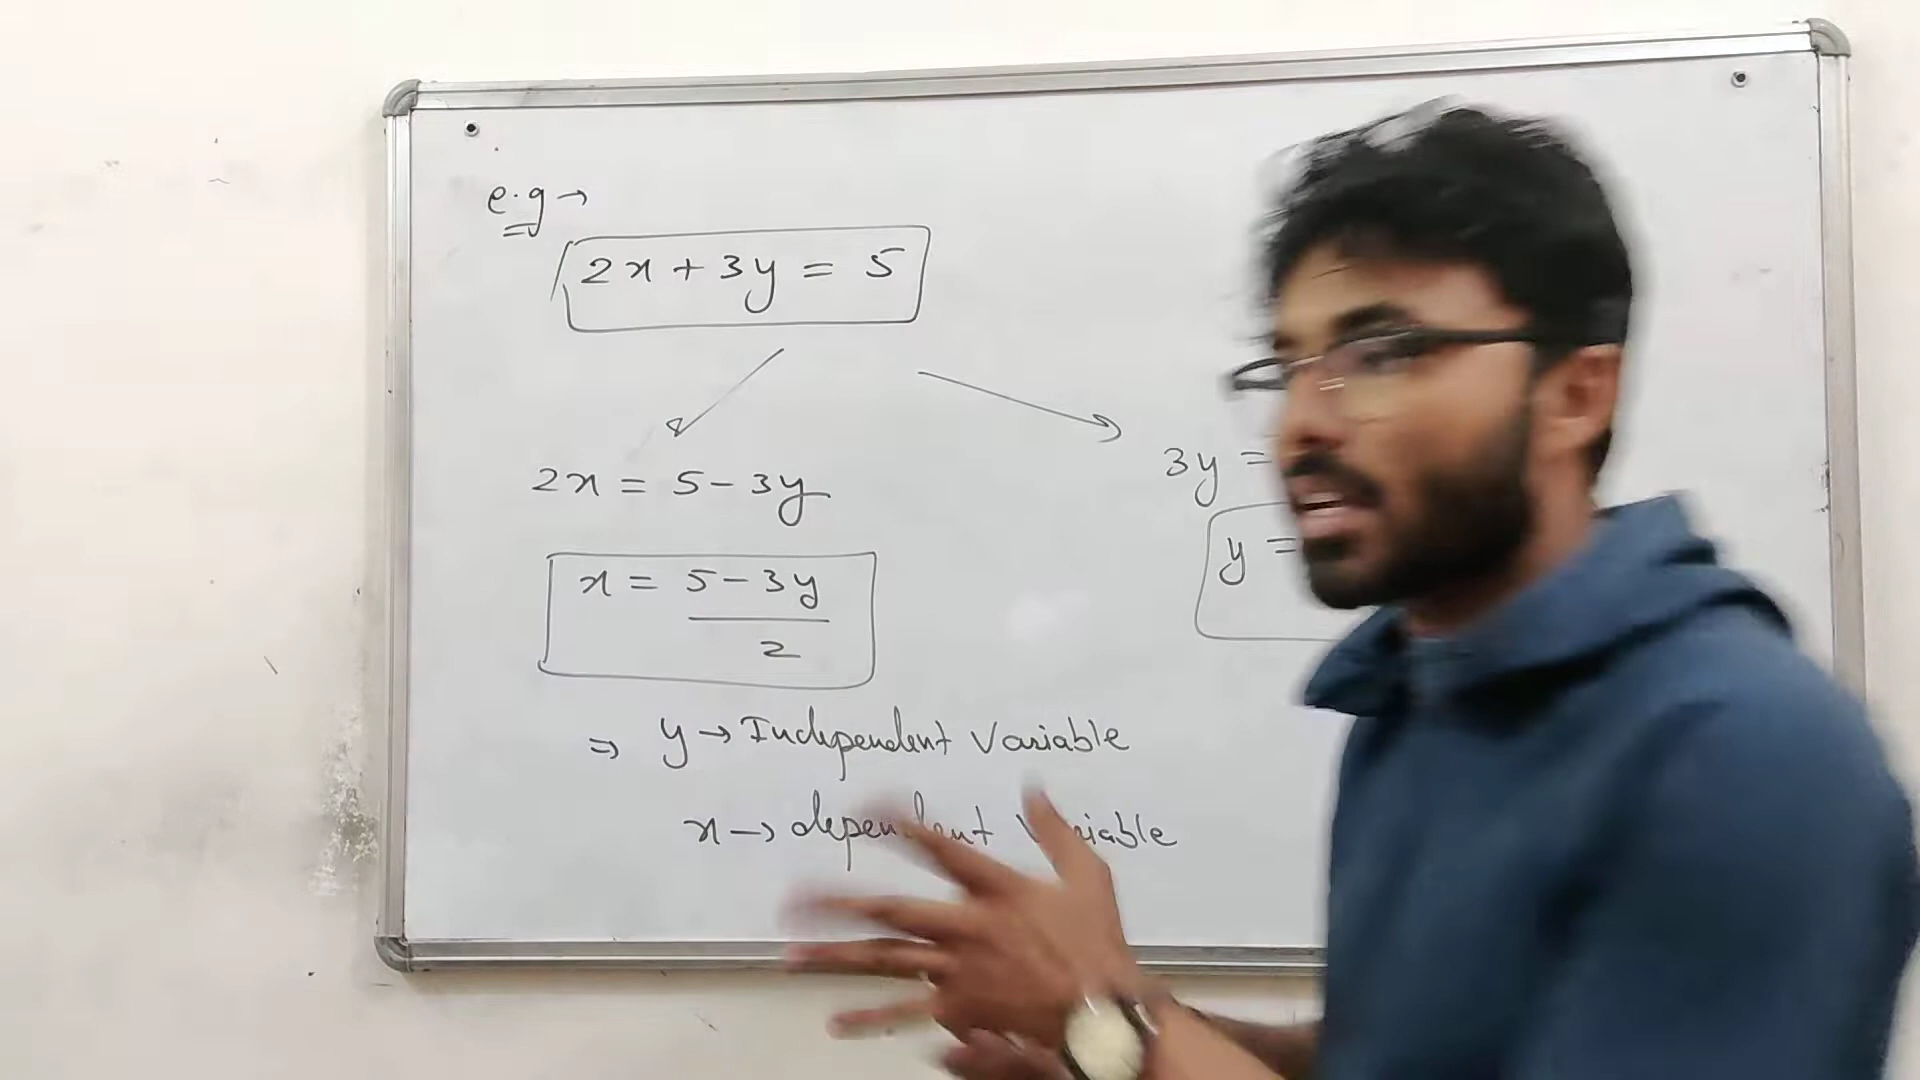 e.g →
2x + 3y = 5
2x = 5 - 3y
x = 5 - 3y
2
⇒ y → Independent Variable
x → dependent Variable
3y =
y =